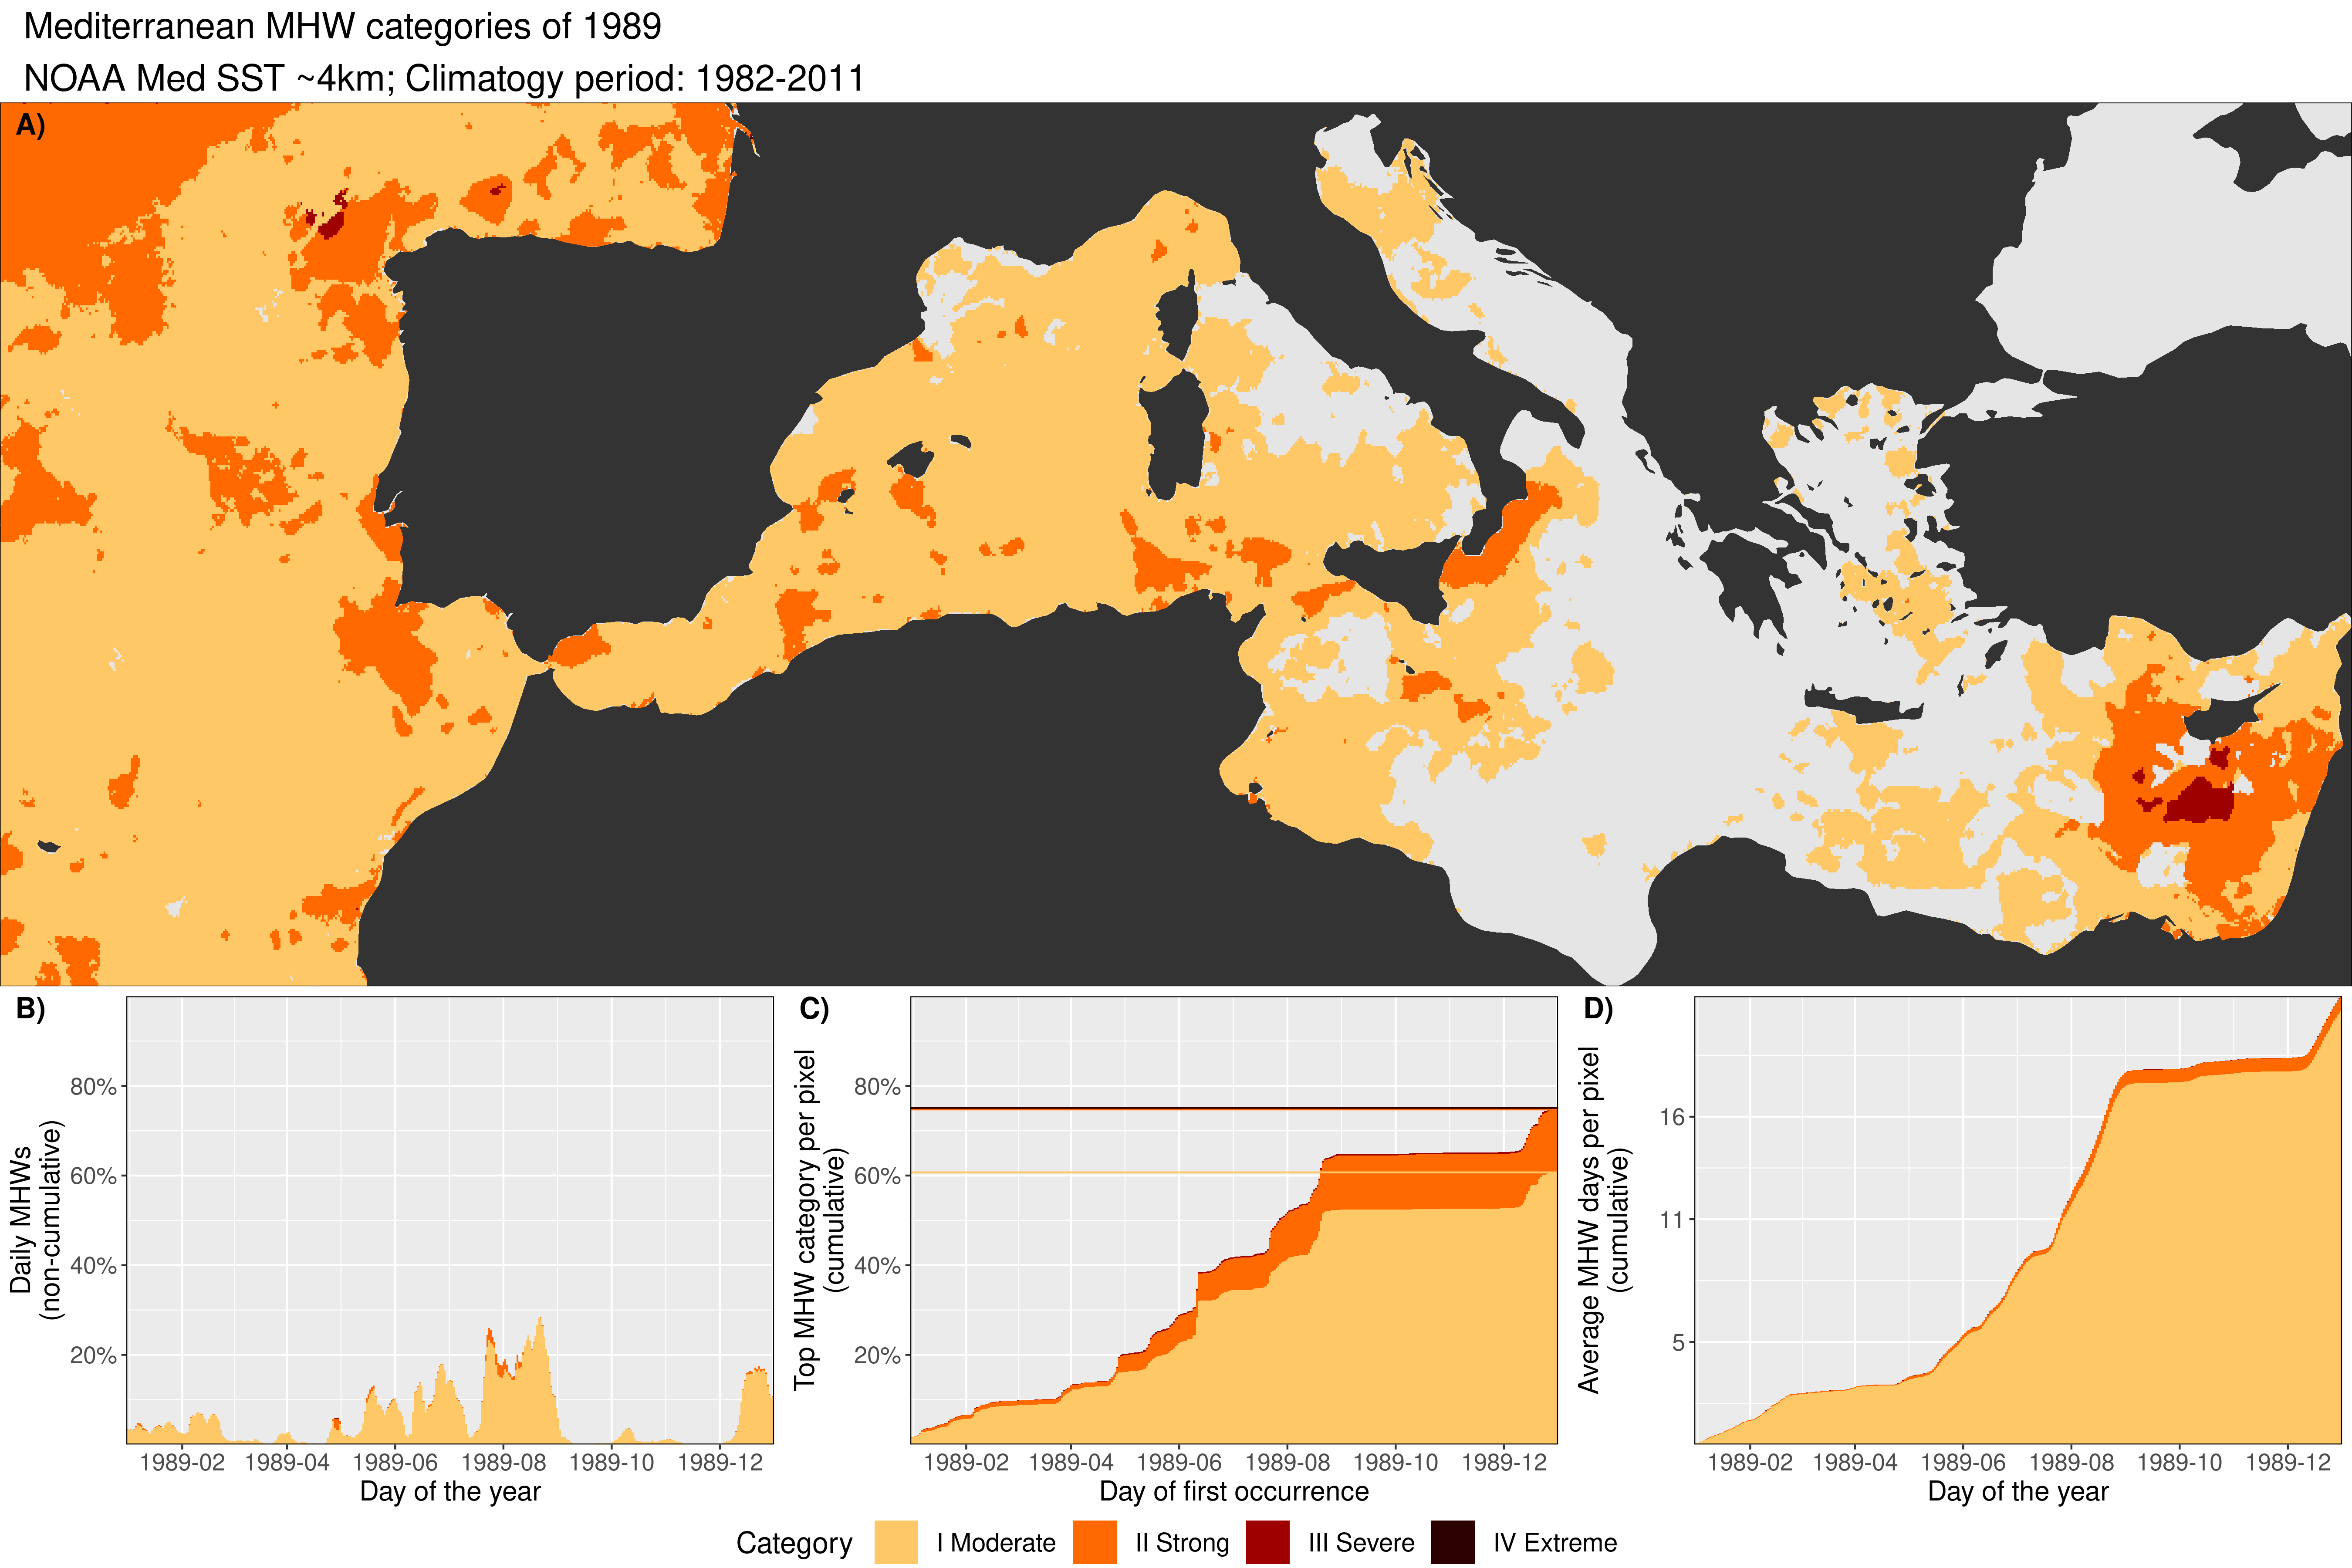 Mediterranean MHW categories of 1989
NOAA Med SST ~4km; Climatogy period: 1982-2011
A)
B)
Daily MHWs
(non-cumulative)
80%
60%
40%
20%
1989-02 1989-04 1989-06 1989-08 1989-10 1989-12
Day of the year
C)
Top MHW category per pixel
(cumulative)
80%
60%
40%
20%
1989-02 1989-04 1989-06 1989-08 1989-10 1989-12
Day of first occurrence
D)
Average MHW days per pixel
(cumulative)
16
11
5
1989-02 1989-04 1989-06 1989-08 1989-10 1989-12
Day of the year
Category I Moderate II Strong III Severe IV Extreme